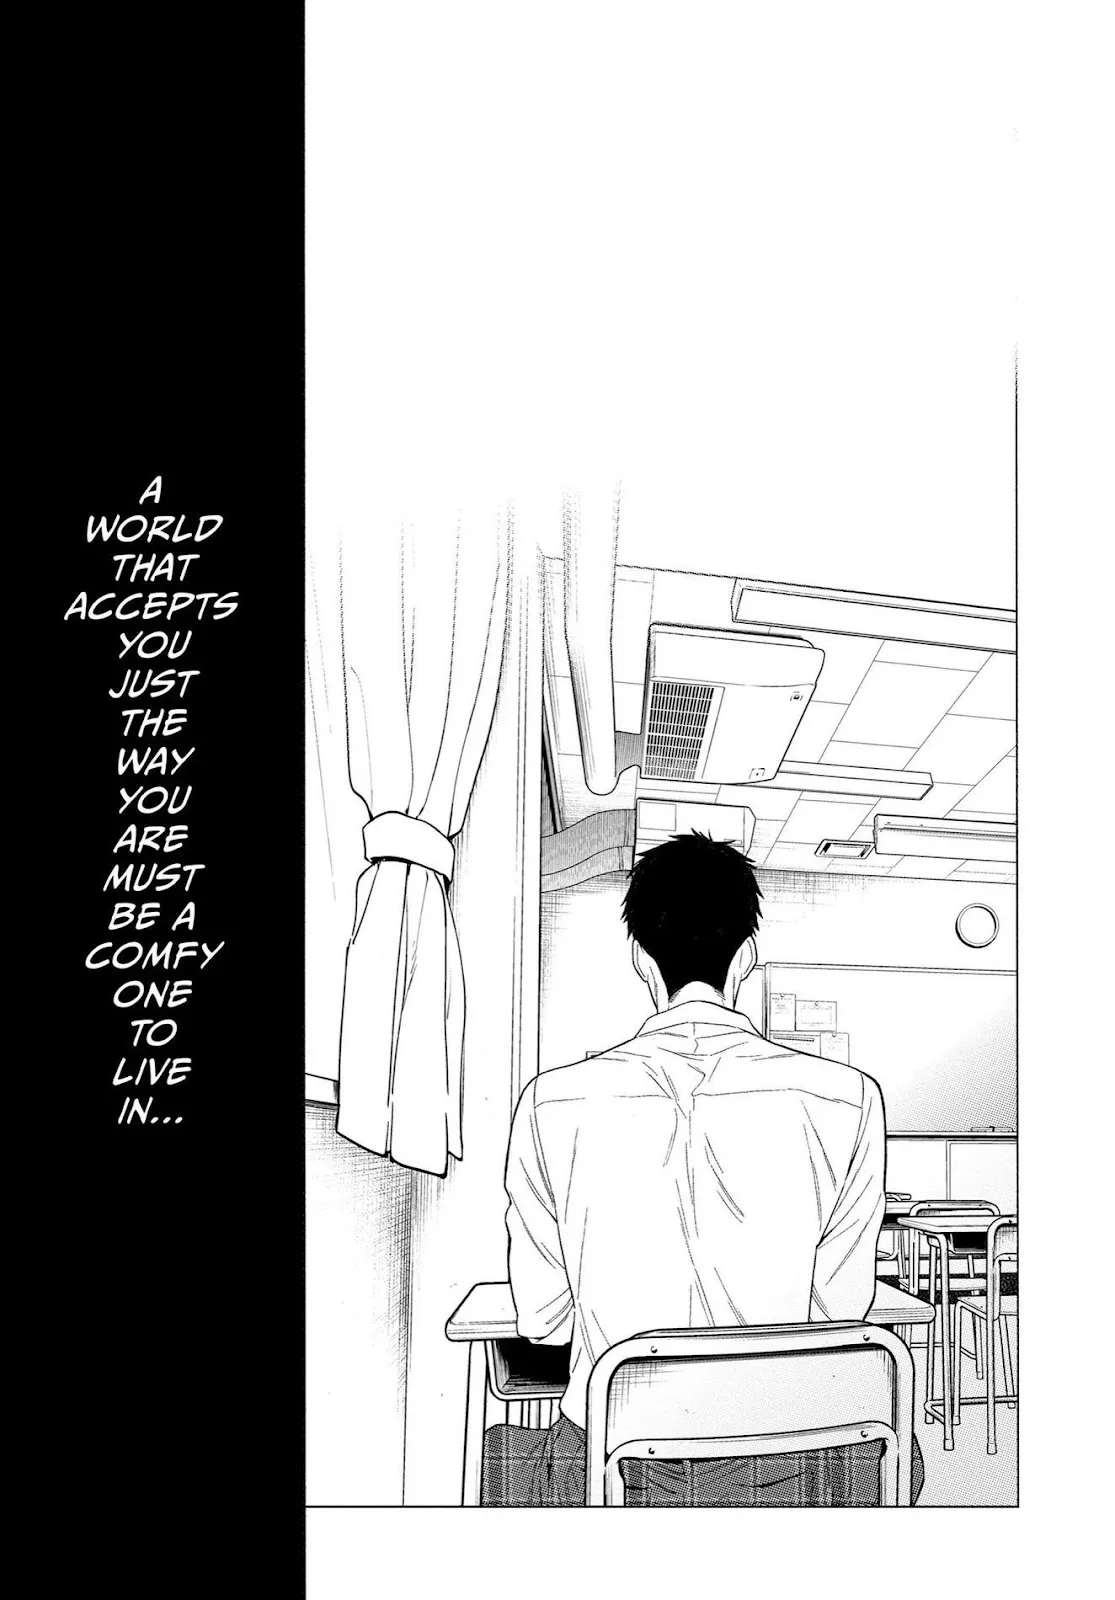 A
WORLD
THAT
ACCEPTS
YOU
JUST
THE
WAY
YOU
ARE
MUST
BE A
COMFY
ONE
TO
LIVE
IN...